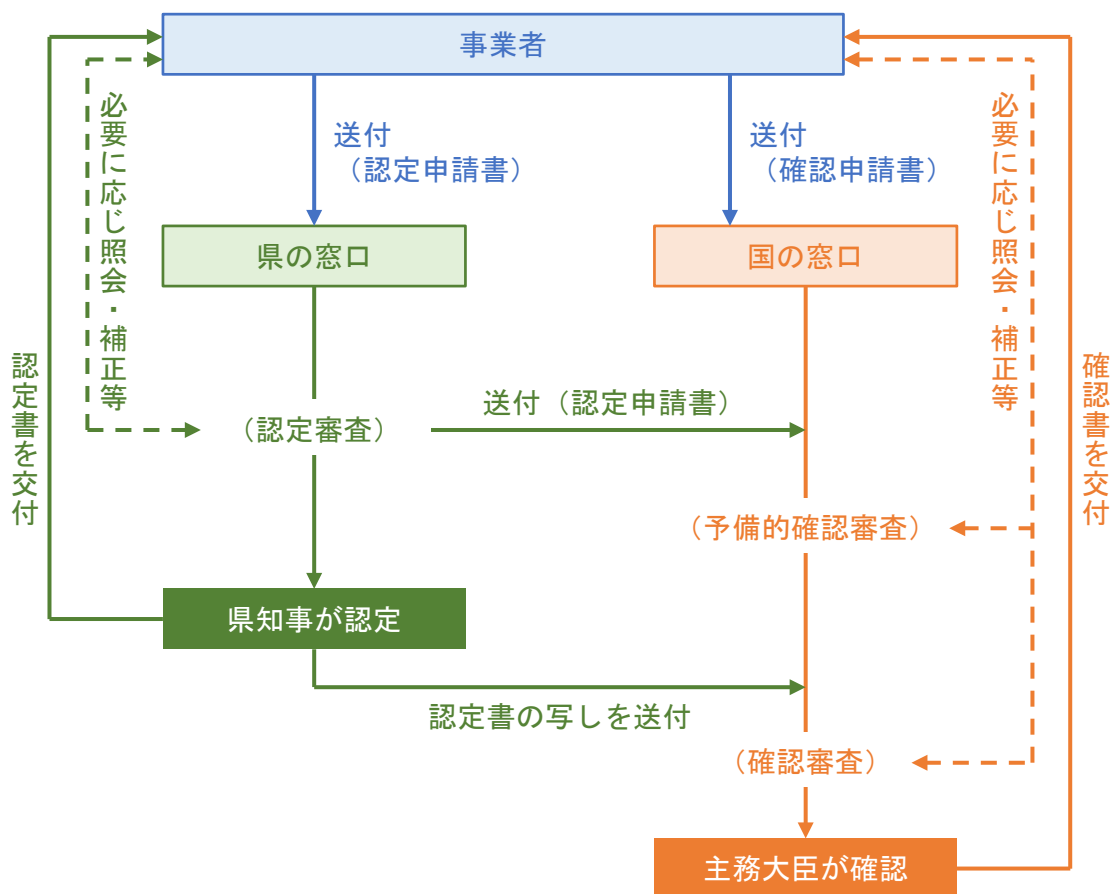 事業者
送付
（認定申請書）
送付
（確認申請書）
必要に応じ照会・補正等
必要に応じ照会・補正等
県の窓口
国の窓口
認定書を交付
確認書を交付
（認定審査）
送付（認定申請書）
（予備的確認審査）
県知事が認定
認定書の写しを送付
（確認審査）
主務大臣が確認